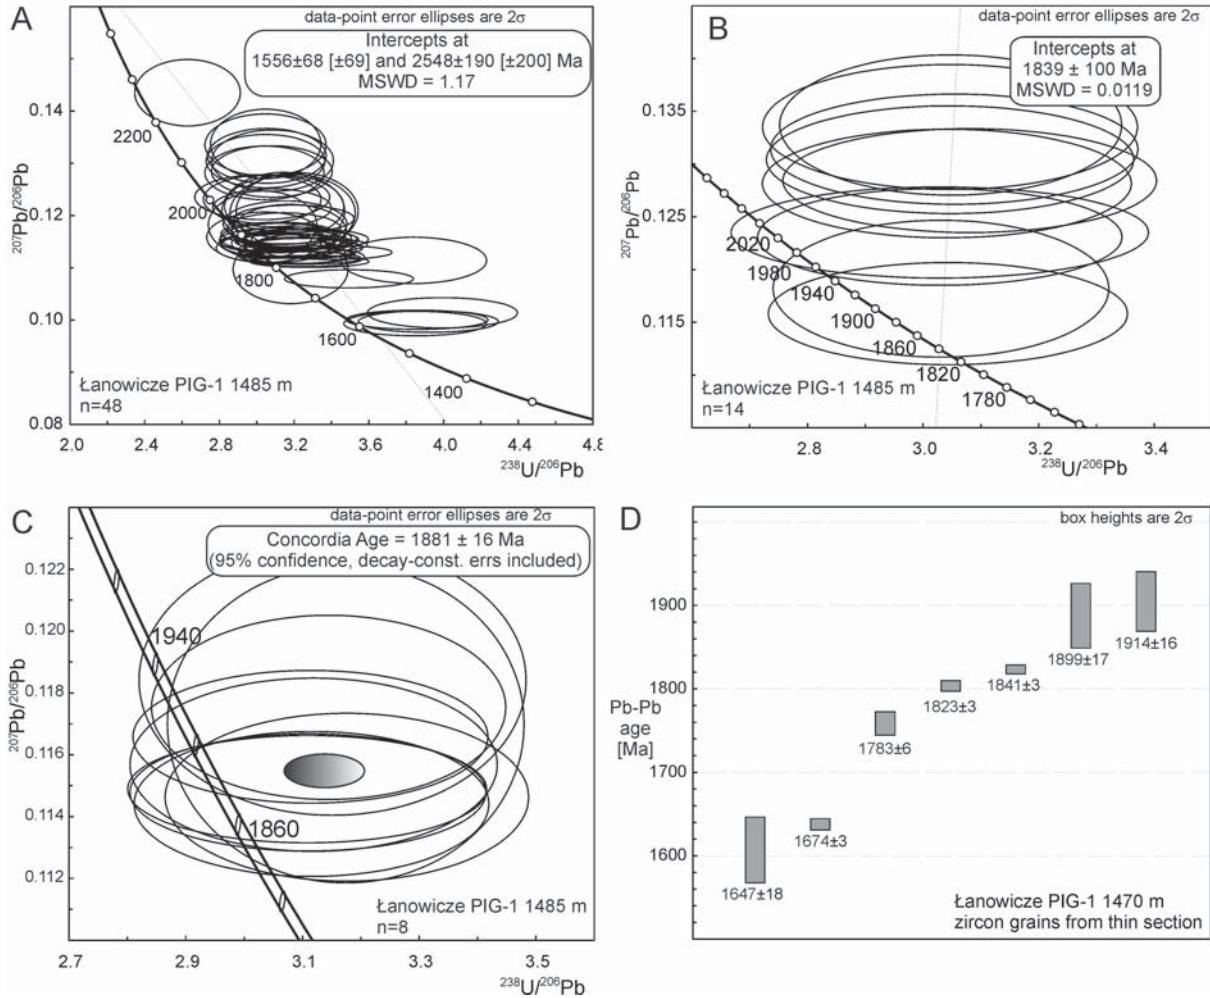 A
data-point error ellipses are 2σ
Intercepts at
1556±68 [±69] and 2548±190 [±200] Ma
MSWD = 1.17
0.14
0.12
0.10
0.08
207Pb/206Pb
2200
2000
1800
1600
1400
Łanowicze PIG-1 1485 m
n=48
2.0 2.4 2.8 3.2 3.6 4.0 4.4 4.8
238U/206Pb
B
data-point error ellipses are 2σ
Intercepts at
1839 ± 100 Ma
MSWD = 0.0119
0.135
0.125
0.115
207Pb/206Pb
2020
1980
1940
1900
1860
1820
1780
Łanowicze PIG-1 1485 m
n=14
2.8 3.0 3.2 3.4
238U/206Pb
C
data-point error ellipses are 2σ
Concordia Age = 1881 ± 16 Ma
(95% confidence, decay-const. errs included)
0.122
0.120
0.118
0.116
0.114
0.112
207Pb/206Pb
1940
1860
Łanowicze PIG-1 1485 m
n=8
2.7 2.9 3.1 3.3 3.5
238U/206Pb
D
box heights are 2σ
1900
1800
1700
1600
Pb-Pb
age
[Ma]
1647±18
1674±3
1783±6
1823±3
1841±3
1899±17
1914±16
Łanowicze PIG-1 1470 m
zircon grains from thin section